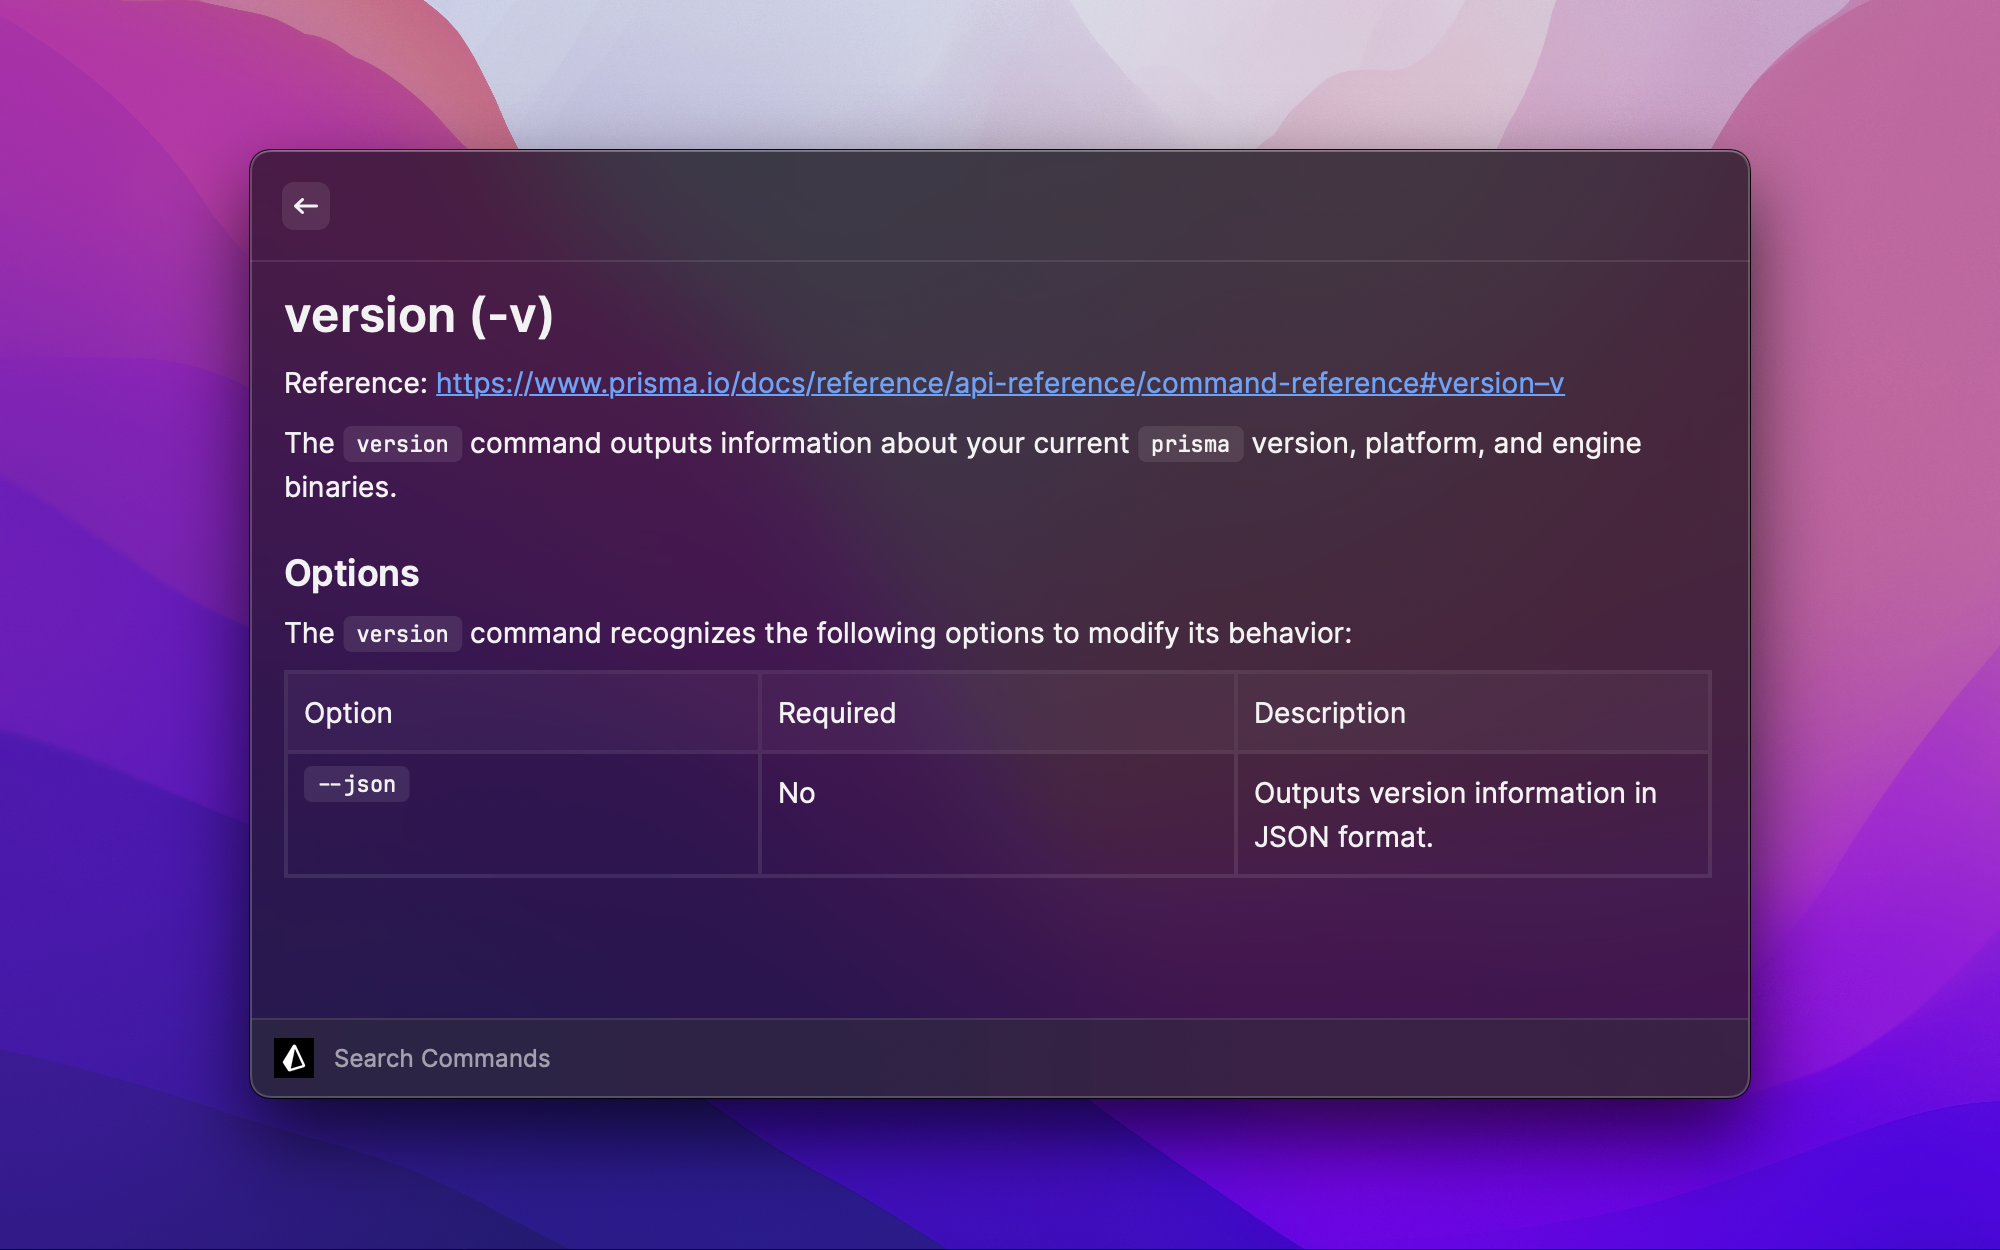 version (-v)
Reference: https://www.prisma.io/docs/reference/api-reference/command-reference#version–v
The version command outputs information about your current prisma version, platform, and engine
binaries.
Options
The version command recognizes the following options to modify its behavior:
Option Required Description
--json No Outputs version information in
JSON format.
Search Commands